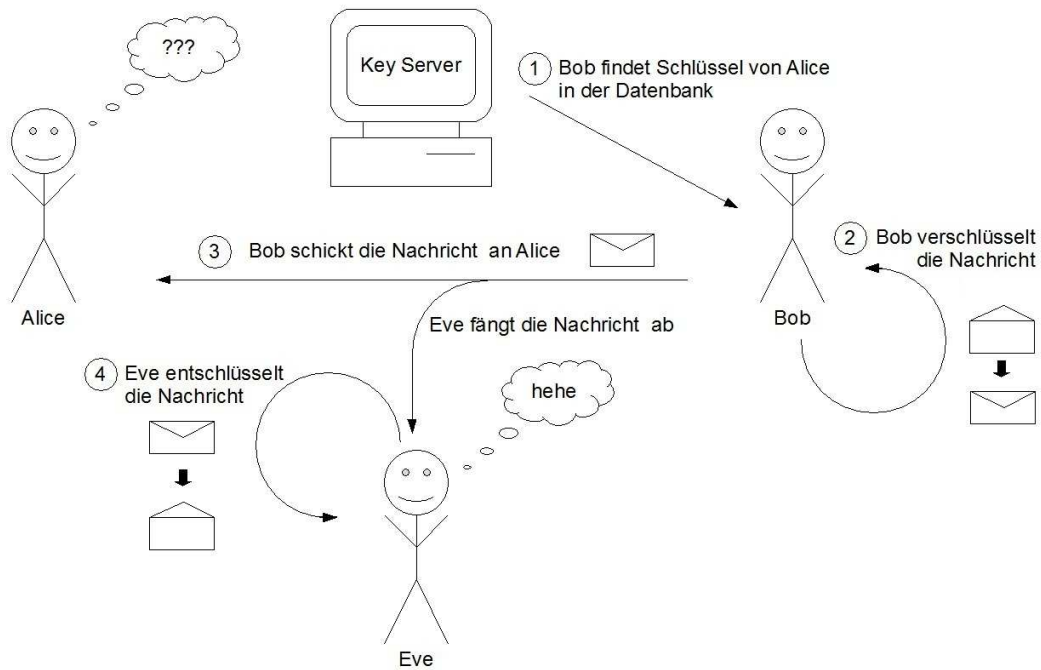 ???
Key Server
1 Bob findet Schlüssel von Alice
in der Datenbank
2 Bob verschlüsselt
die Nachricht
3 Bob schickt die Nachricht an Alice
Alice
Bob
Eve fängt die Nachricht ab
4 Eve entschlüsselt
die Nachricht
hehe
Eve